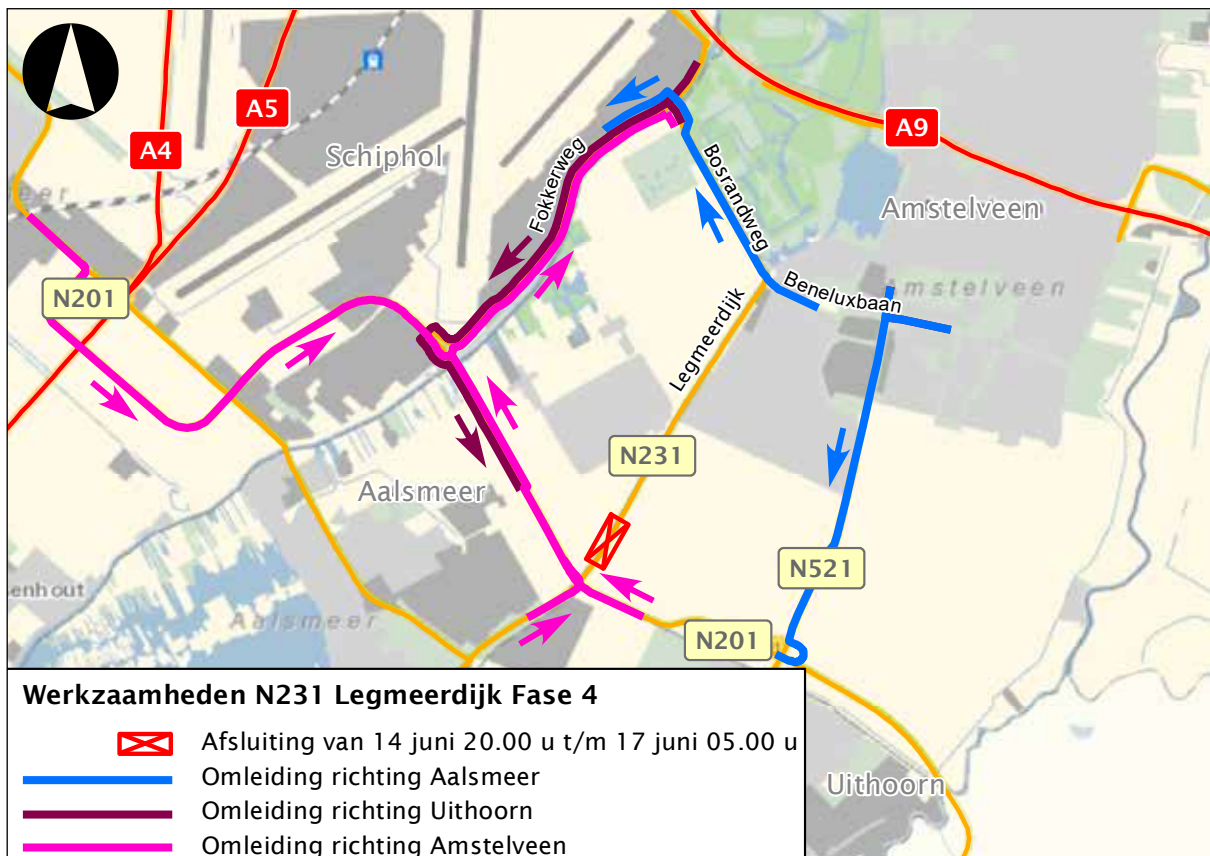 A5
A4
A9
Schiphol
Fokkerweg
Bosrandweg
Amstelveen
eer
N201
Beneluxbaan
Amstelveen
Legmeerdijk
N231
Aalsmeer
N521
enhout
Aalsmeer
N201
Uithoorn
Werkzaamheden N231 Legmeerdijk Fase 4
Afsluiting van 14 juni 20.00 u t/m 17 juni 05.00 u
Omleiding richting Aalsmeer
Omleiding richting Uithoorn
Omleiding richting Amstelveen